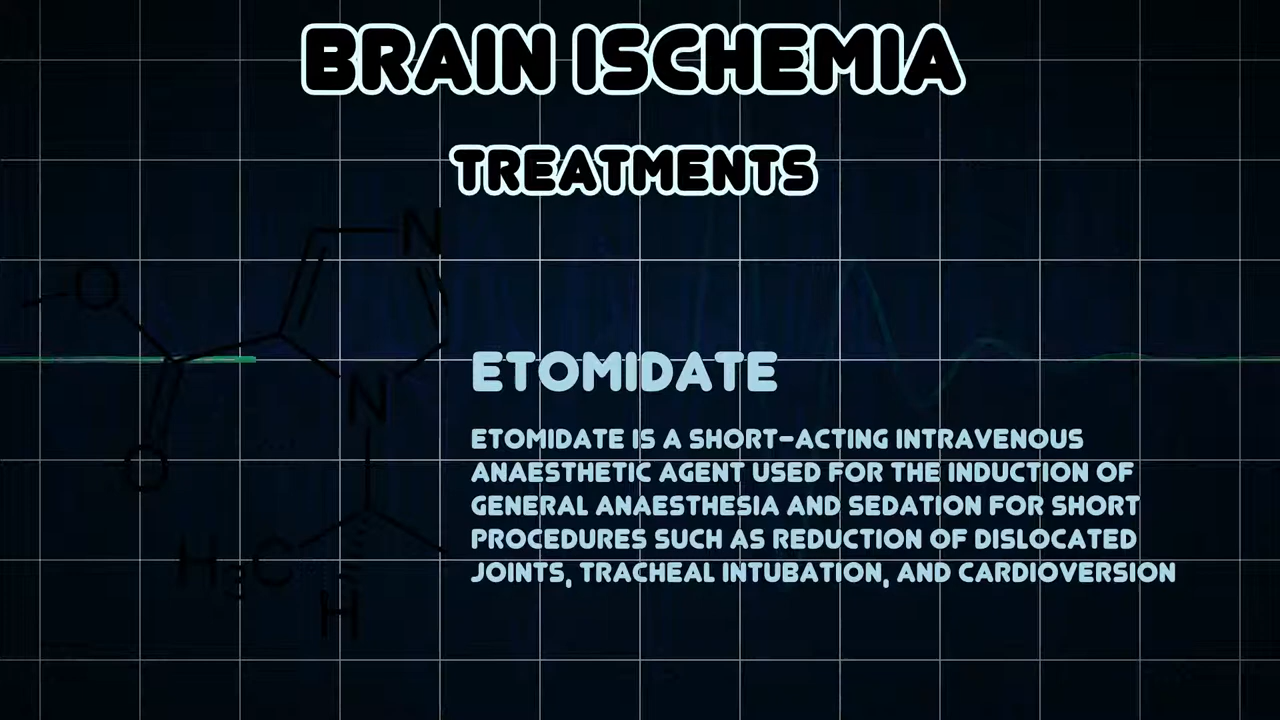 BRAIN ISCHEMIA
TREATMENTS
N
O
N
O
H3C
H
ETOMIDATE
ETOMIDATE IS A SHORT-ACTING INTRAVENOUS
ANAESTHETIC AGENT USED FOR THE INDUCTION OF
GENERAL ANAESTHESIA AND SEDATION FOR SHORT
PROCEDURES SUCH AS REDUCTION OF DISLOCATED
JOINTS, TRACHEAL INTUBATION, AND CARDIOVERSION